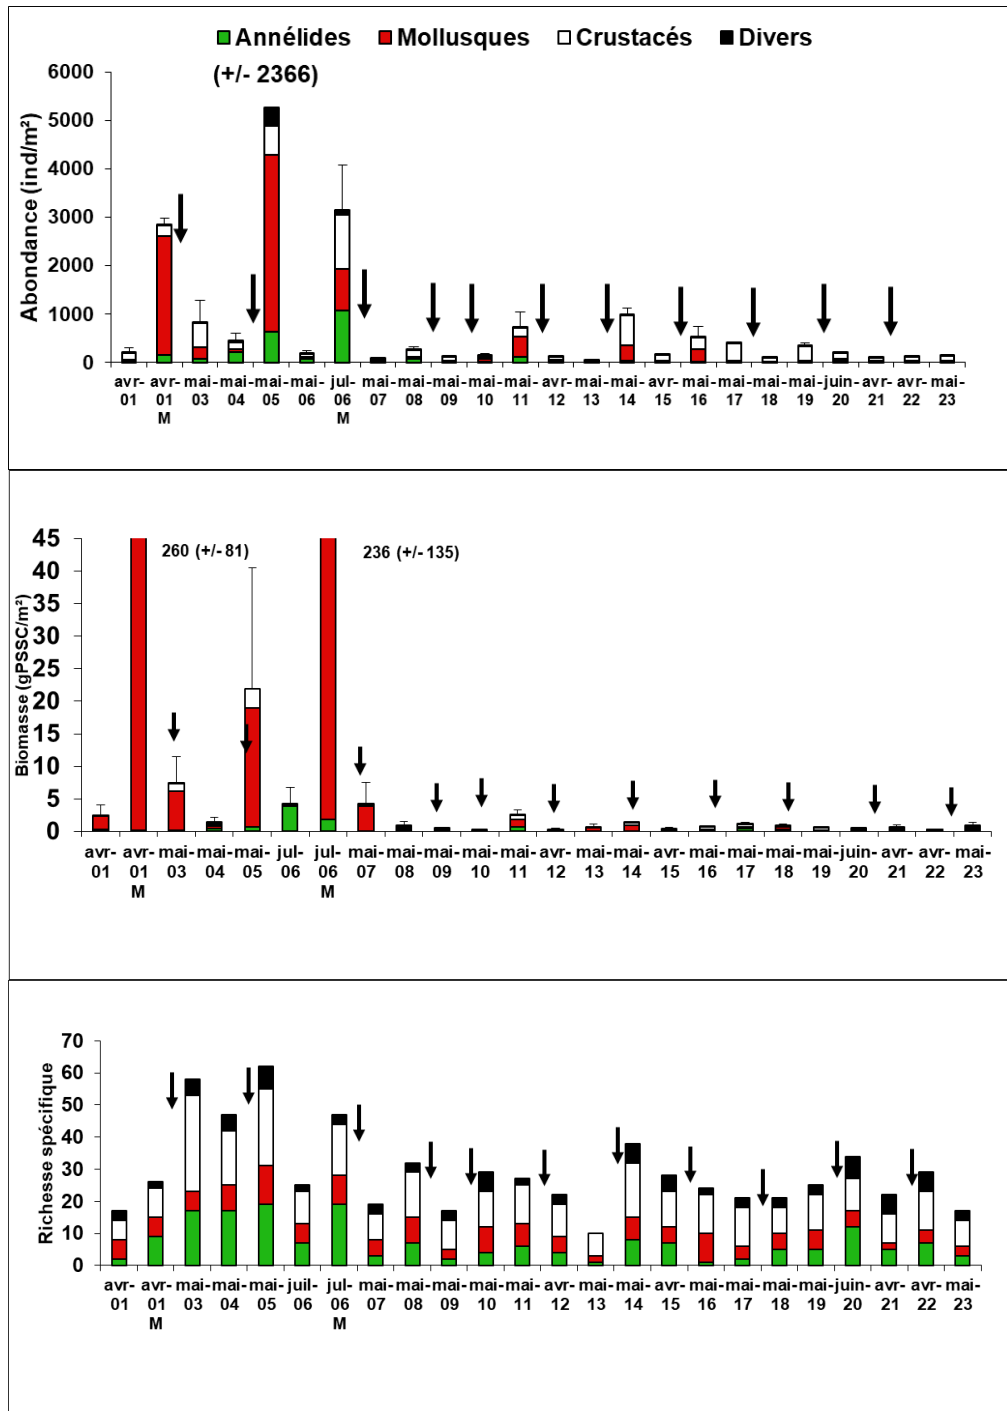 Annélides Mollusques Crustacés Divers
(+/- 2366)
Abondance (ind/m²)
6000
5000
4000
3000
2000
1000
0
avr- avr- mai- mai- mai- mai- jul- mai- mai- mai- mai- mai- avr- mai- mai- avr- mai- mai- mai- mai- juin- avr- avr- mai-
01 01 03 04 05 06 06 07 08 09 10 11 12 13 14 15 16 17 18 19 20 21 22 23
M M
260 (+/- 81) 236 (+/- 135)
Biomasse (gPSSC/m²)
45
40
35
30
25
20
15
10
5
0
avr- avr- mai- mai- mai- jul- jul- mai- mai- mai- mai- mai- avr- mai- mai- avr- mai- mai- mai- mai- juin- avr- avr- mai-
01 01 03 04 05 06 06 07 08 09 10 11 12 13 14 15 16 17 18 19 20 21 22 23
M M
Richesse spécifique
70
60
50
40
30
20
10
0
avr- avr- mai- mai- mai- juil- jul- mai- mai- mai- mai- mai- avr- mai- mai- avr- mai- mai- mai- mai- juin- avr- avr- mai-
01 01 03 04 05 06 06 07 08 09 10 11 12 13 14 15 16 17 18 19 20 21 22 23
M M